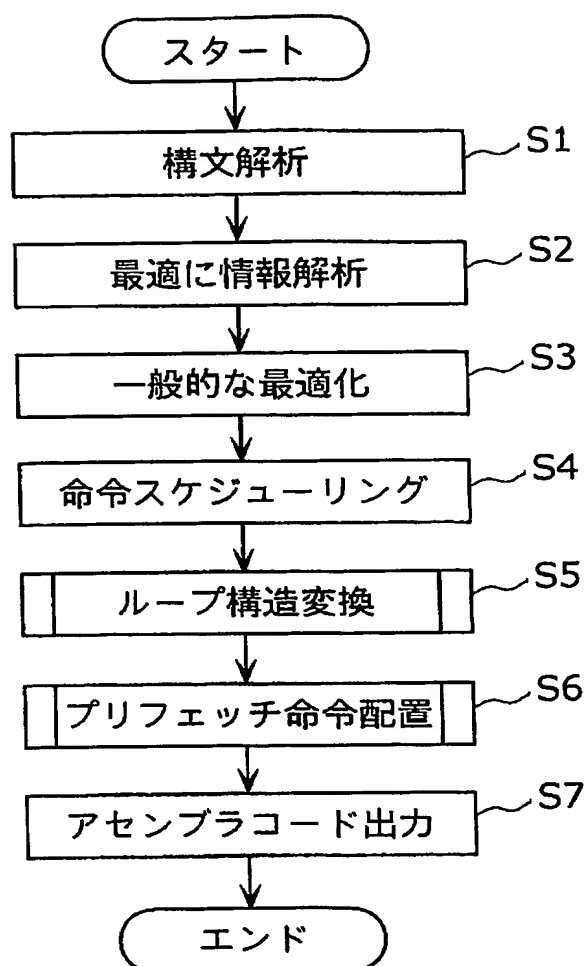 スタート
S1
構文解析
S2
最適に情報解析
S3
一般的な最適化
S4
命令スケジューリング
S5
ループ構造変換
S6
プリフェッチ命令配置
S7
アセンブラコード出力
エンド